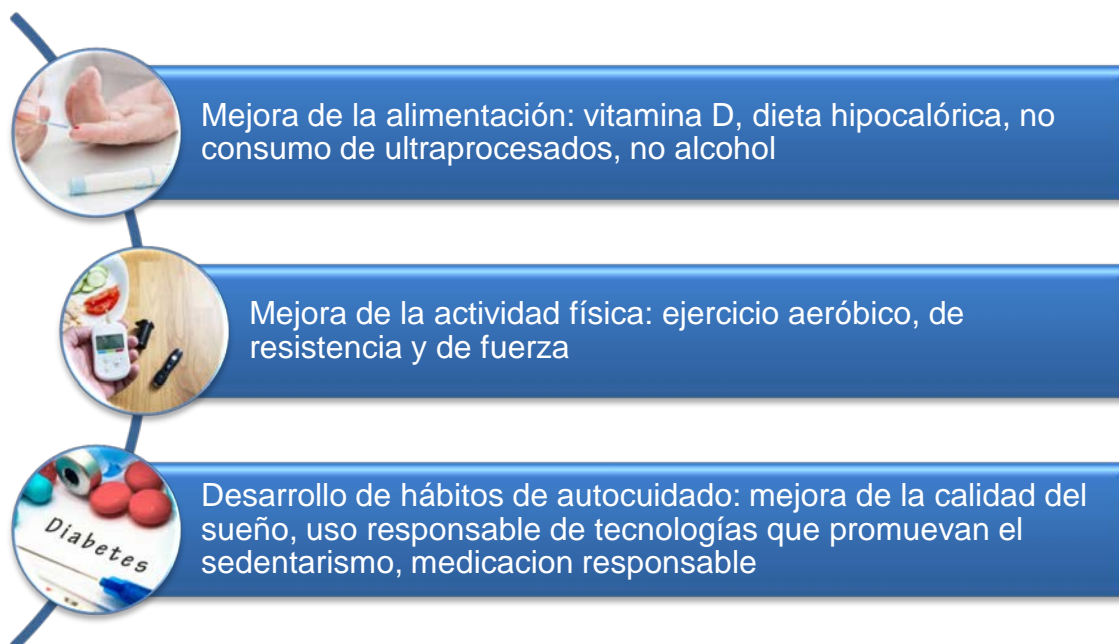 Mejora de la alimentación: vitamina D, dieta hipocalórica, no
consumo de ultraprocesados, no alcohol
Mejora de la actividad física: ejercicio aeróbico, de
resistencia y de fuerza
Desarrollo de hábitos de autocuidado: mejora de la calidad del
sueño, uso responsable de tecnologías que promuevan el
sedentarismo, medicacion responsable
Diabetes